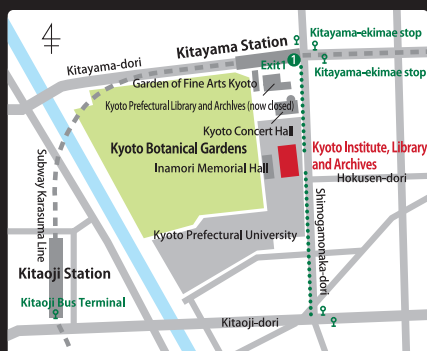 Kitayama-ekimae stop
Kitayama Station
Kitayama-ekimae stop
Exit1
1
Kitayama-dori
Garden of Fine Arts Kyoto
Kyoto Prefectural Library and Archives (now closed)
Kyoto Concert Hall
Kyoto Botanical Gardens
Kyoto Institute, Library
and Archives
Inamori Memorial Hall
Hokusen-dori
Subway Karasuma Line
Kyoto Prefectural University
Shimogamonaka-dori
Kitaoji Station
Kitaoji Bus Terminal
Kitaoji-dori
4